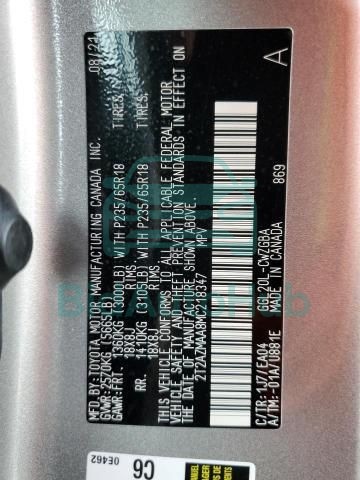 MFD. BY: TOYOTA MOTOR MANUFACTURING CANADA INC. 08/21
GVWR: 2570KG (5665LB)
GAWR: FRT. 1360KG (3000LB) WITH P235/65R18 TIRES.
18X8J RIMS
RR. 1410KG (3105LB) WITH P235/65R18 TIRES.
18X8J RIMS
THIS VEHICLE CONFORMS TO ALL APPLICABLE FEDERAL MOTOR
VEHICLE SAFETY AND THEFT PREVENTION STANDARDS IN EFFECT ON
THE DATE OF MANUFACTURE SHOWN ABOVE.
2T2AZMAA8MC218347 MPV
C/TR: 1J7/EA04 GGL20L-CWZGBA
A/TM: -01A/U881E MADE IN CANADA 869
A
C6
0E462